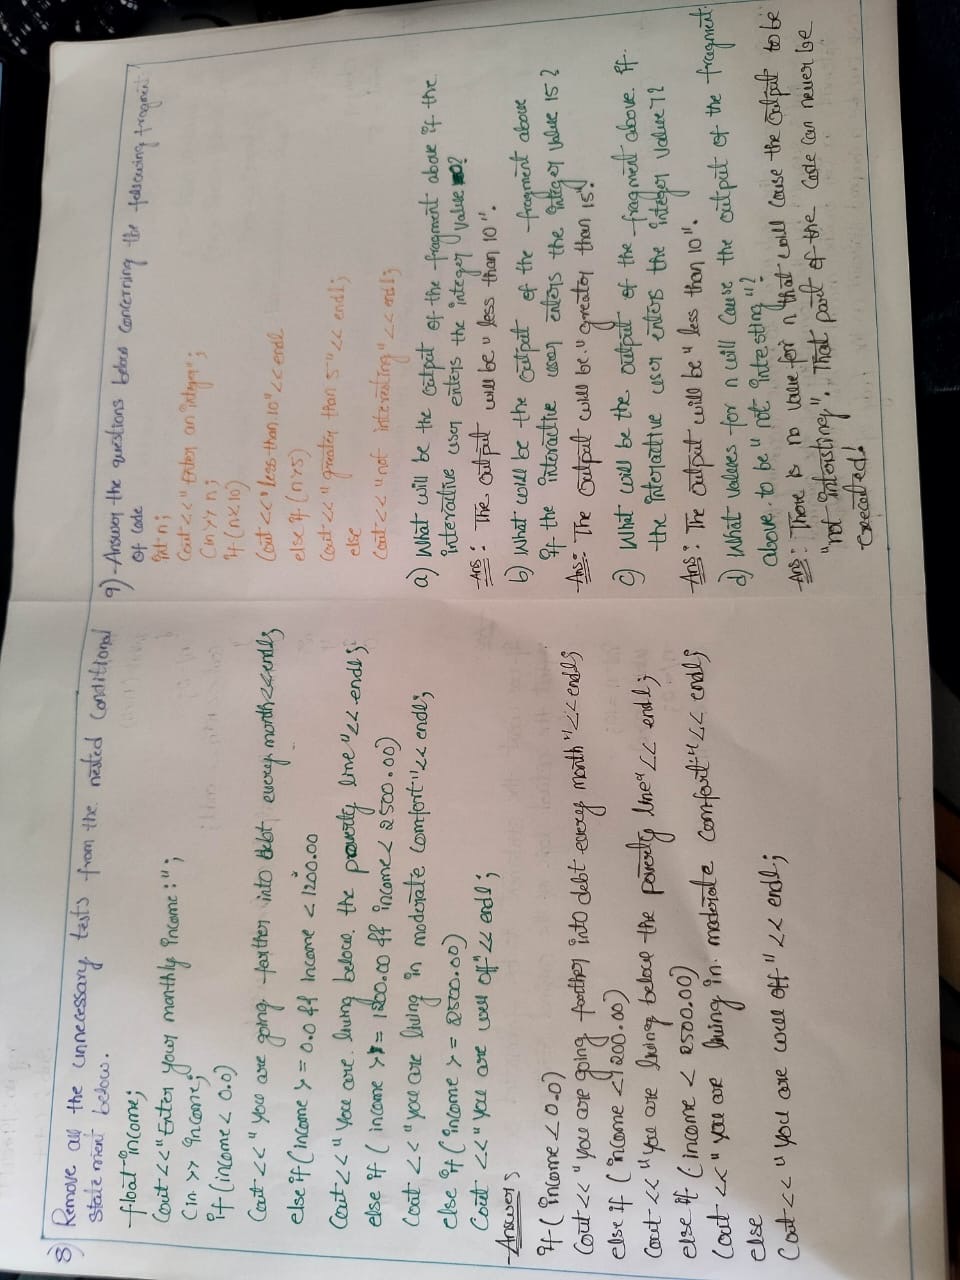 8) Remove all the unnecessary tests from the nested Conditional
Statement below.
float income;
Cout <<"Enter your monthly income:";
Cin >> income;
if (income < 0.0)
Cout <<" you are going farther into debt every month<<endl;
else if (income >= 0.0 && Income < 1200.00
Cout <<" You are living below the poverty line"<< endl;
else if ( income >= 1200.00 && income < 2500.00)
Cout <<" you are living in moderate Comfort"<< endl;
else if ( income >= 2500.00)
Cout <<" You are well off"<< endl;
Answers
if ( income < 0.0)
Cout <<" you are going farther into debt every month"<< endl;
else if ( income < 1200.00)
Cout <<" you are living below the poverty line"<< endl;
else if ( income < 2500.00)
Cout <<" you are living in moderate Comfort"<< endl;
else
Cout <<" you are well off"<< endl;
9) Answer the questions below Concerning the following fragment
of Code
int n;
Cout <<" Enter an integer";
Cin >> n;
if (n<10)
Cout <<" less than 10"<< endl
else if (n>5)
Cout <<" greater than 5"<< endl;
else
Cout <<" not interesting"<< endl;
a) What will be the output of the fragment above if the
interactive user enters the integer value 0?
Ans: The output will be " less than 10".
b) What will be the output of the fragment above
if the interactive user enters the integer value 15?
Ans: The output will be " greater than 15".
c) What will be the output of the fragment above if
the interactive user enters the integer value 7?
Ans: The output will be " less than 10".
d) What values for n will Cause the output of the fragment
above to be " not interesting"?
Ans: There is no value for n that will Cause the output to be
"not intersting". That part of the Code Can never be
executed!